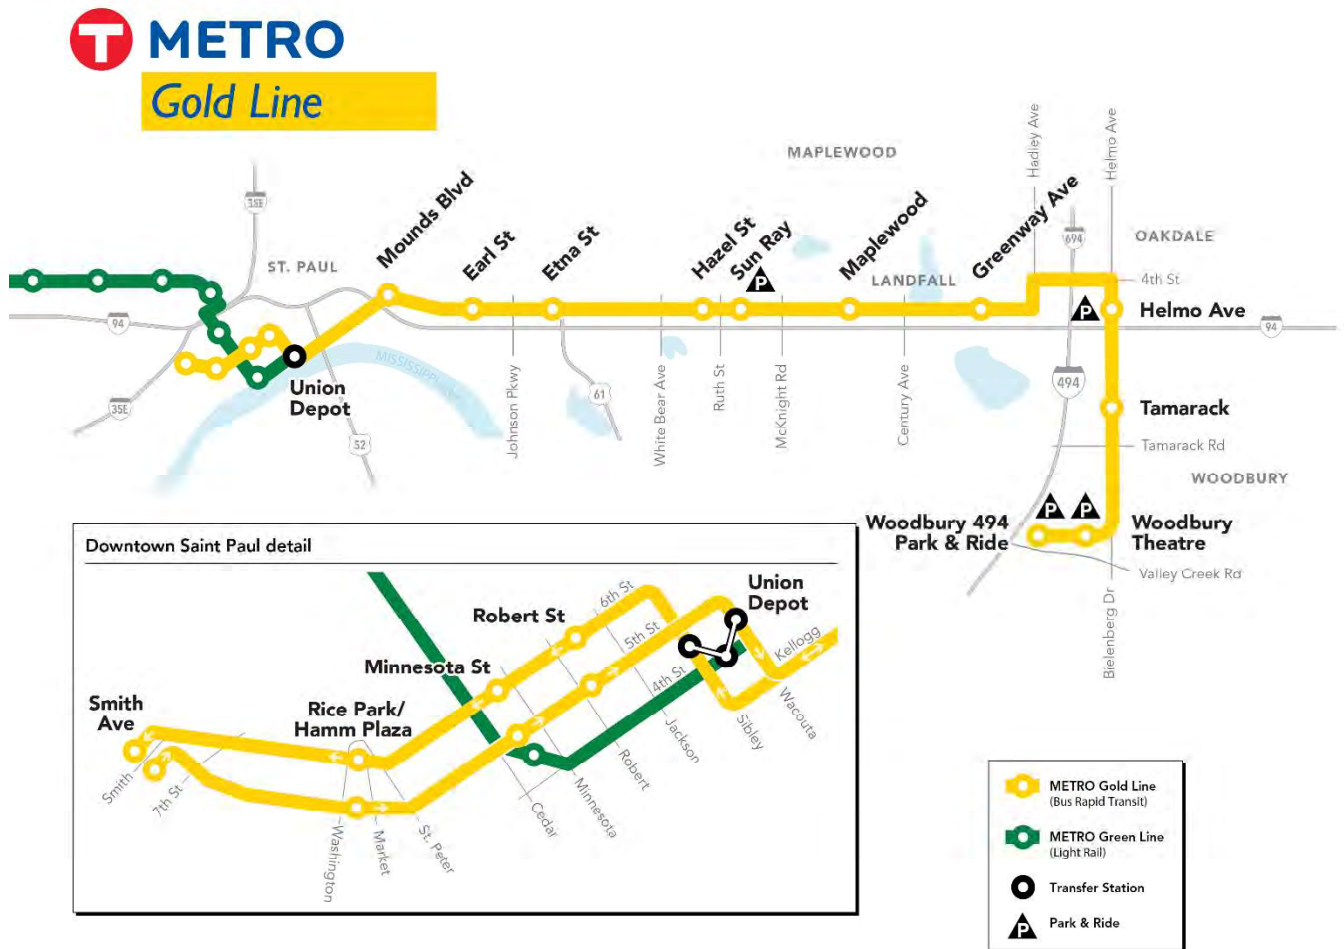 T METRO
Gold Line
Hadley Ave
Helmo Ave
MAPLEWOOD
35E
Mounds Blvd
Earl St
Etna St
Hazel St
Sun Ray
P
Maplewood
Greenway Ave
694
OAKDALE
ST. PAUL
LANDFALL
4th St
P
Helmo Ave
94
94
MISSISSIPPI
Union
Depot
35E
52
61
Johnson Pkwy
White Bear Ave
Ruth St
McKnight Rd
Century Ave
494
Tamarack
Tamarack Rd
WOODBURY
P
P
Woodbury 494
Park & Ride
Woodbury
Theatre
Valley Creek Rd
Bielenberg Dr
Downtown Saint Paul detail
Union
Depot
6th St
Robert St
5th St
Kellogg
Minnesota St
4th St
Smith
Ave
Rice Park/
Hamm Plaza
Wacouta
Sibley
Jackson
Robert
Smith
7th St
Minnesota
Cedar
St. Peter
Market
Washington
METRO Gold Line
(Bus Rapid Transit)
METRO Green Line
(Light Rail)
Transfer Station
P
Park & Ride